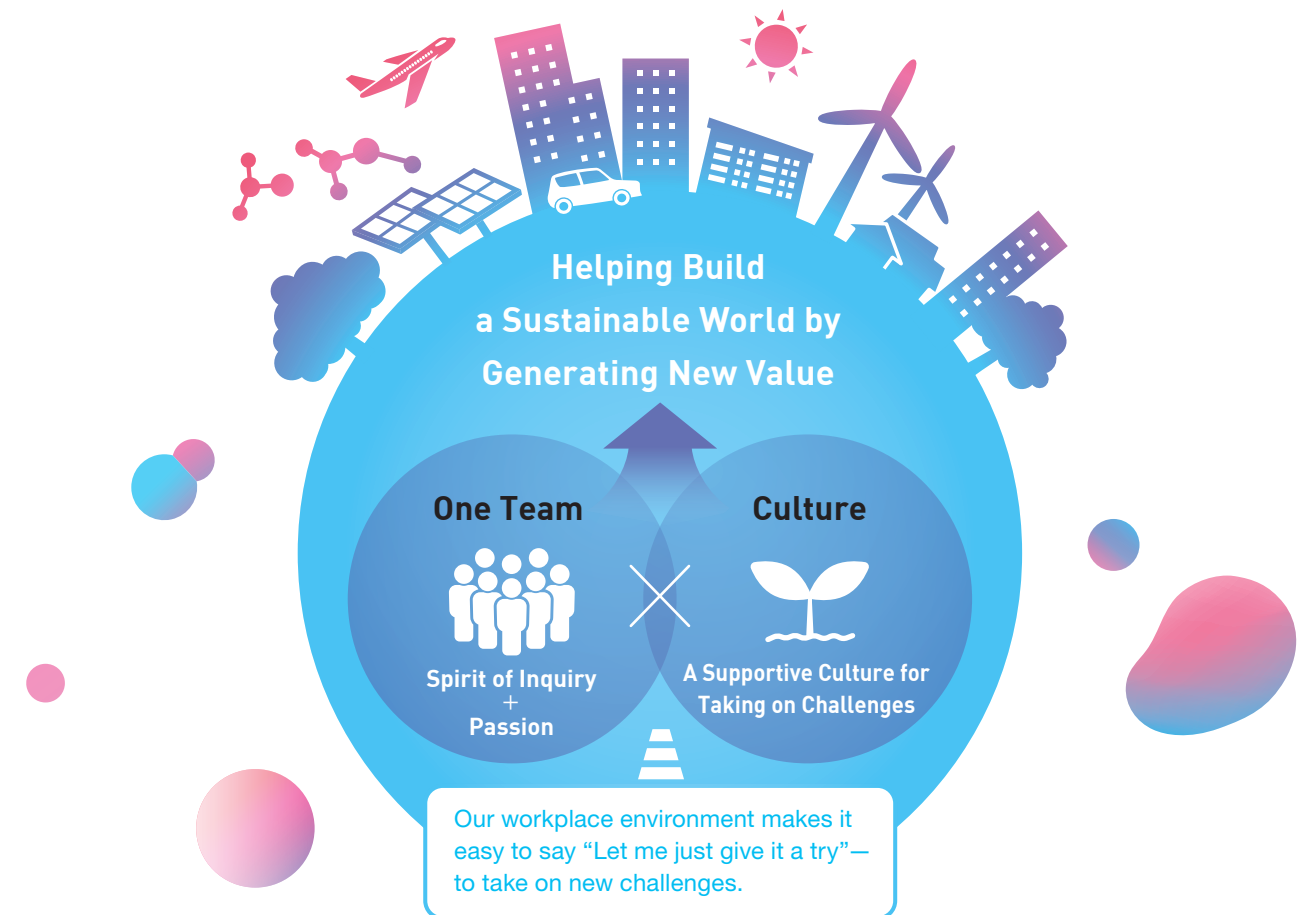 Helping Build
a Sustainable World by
Generating New Value
One Team
Spirit of Inquiry
+
Passion
Culture
A Supportive Culture for
Taking on Challenges
Our workplace environment makes it
easy to say “Let me just give it a try”—
to take on new challenges.